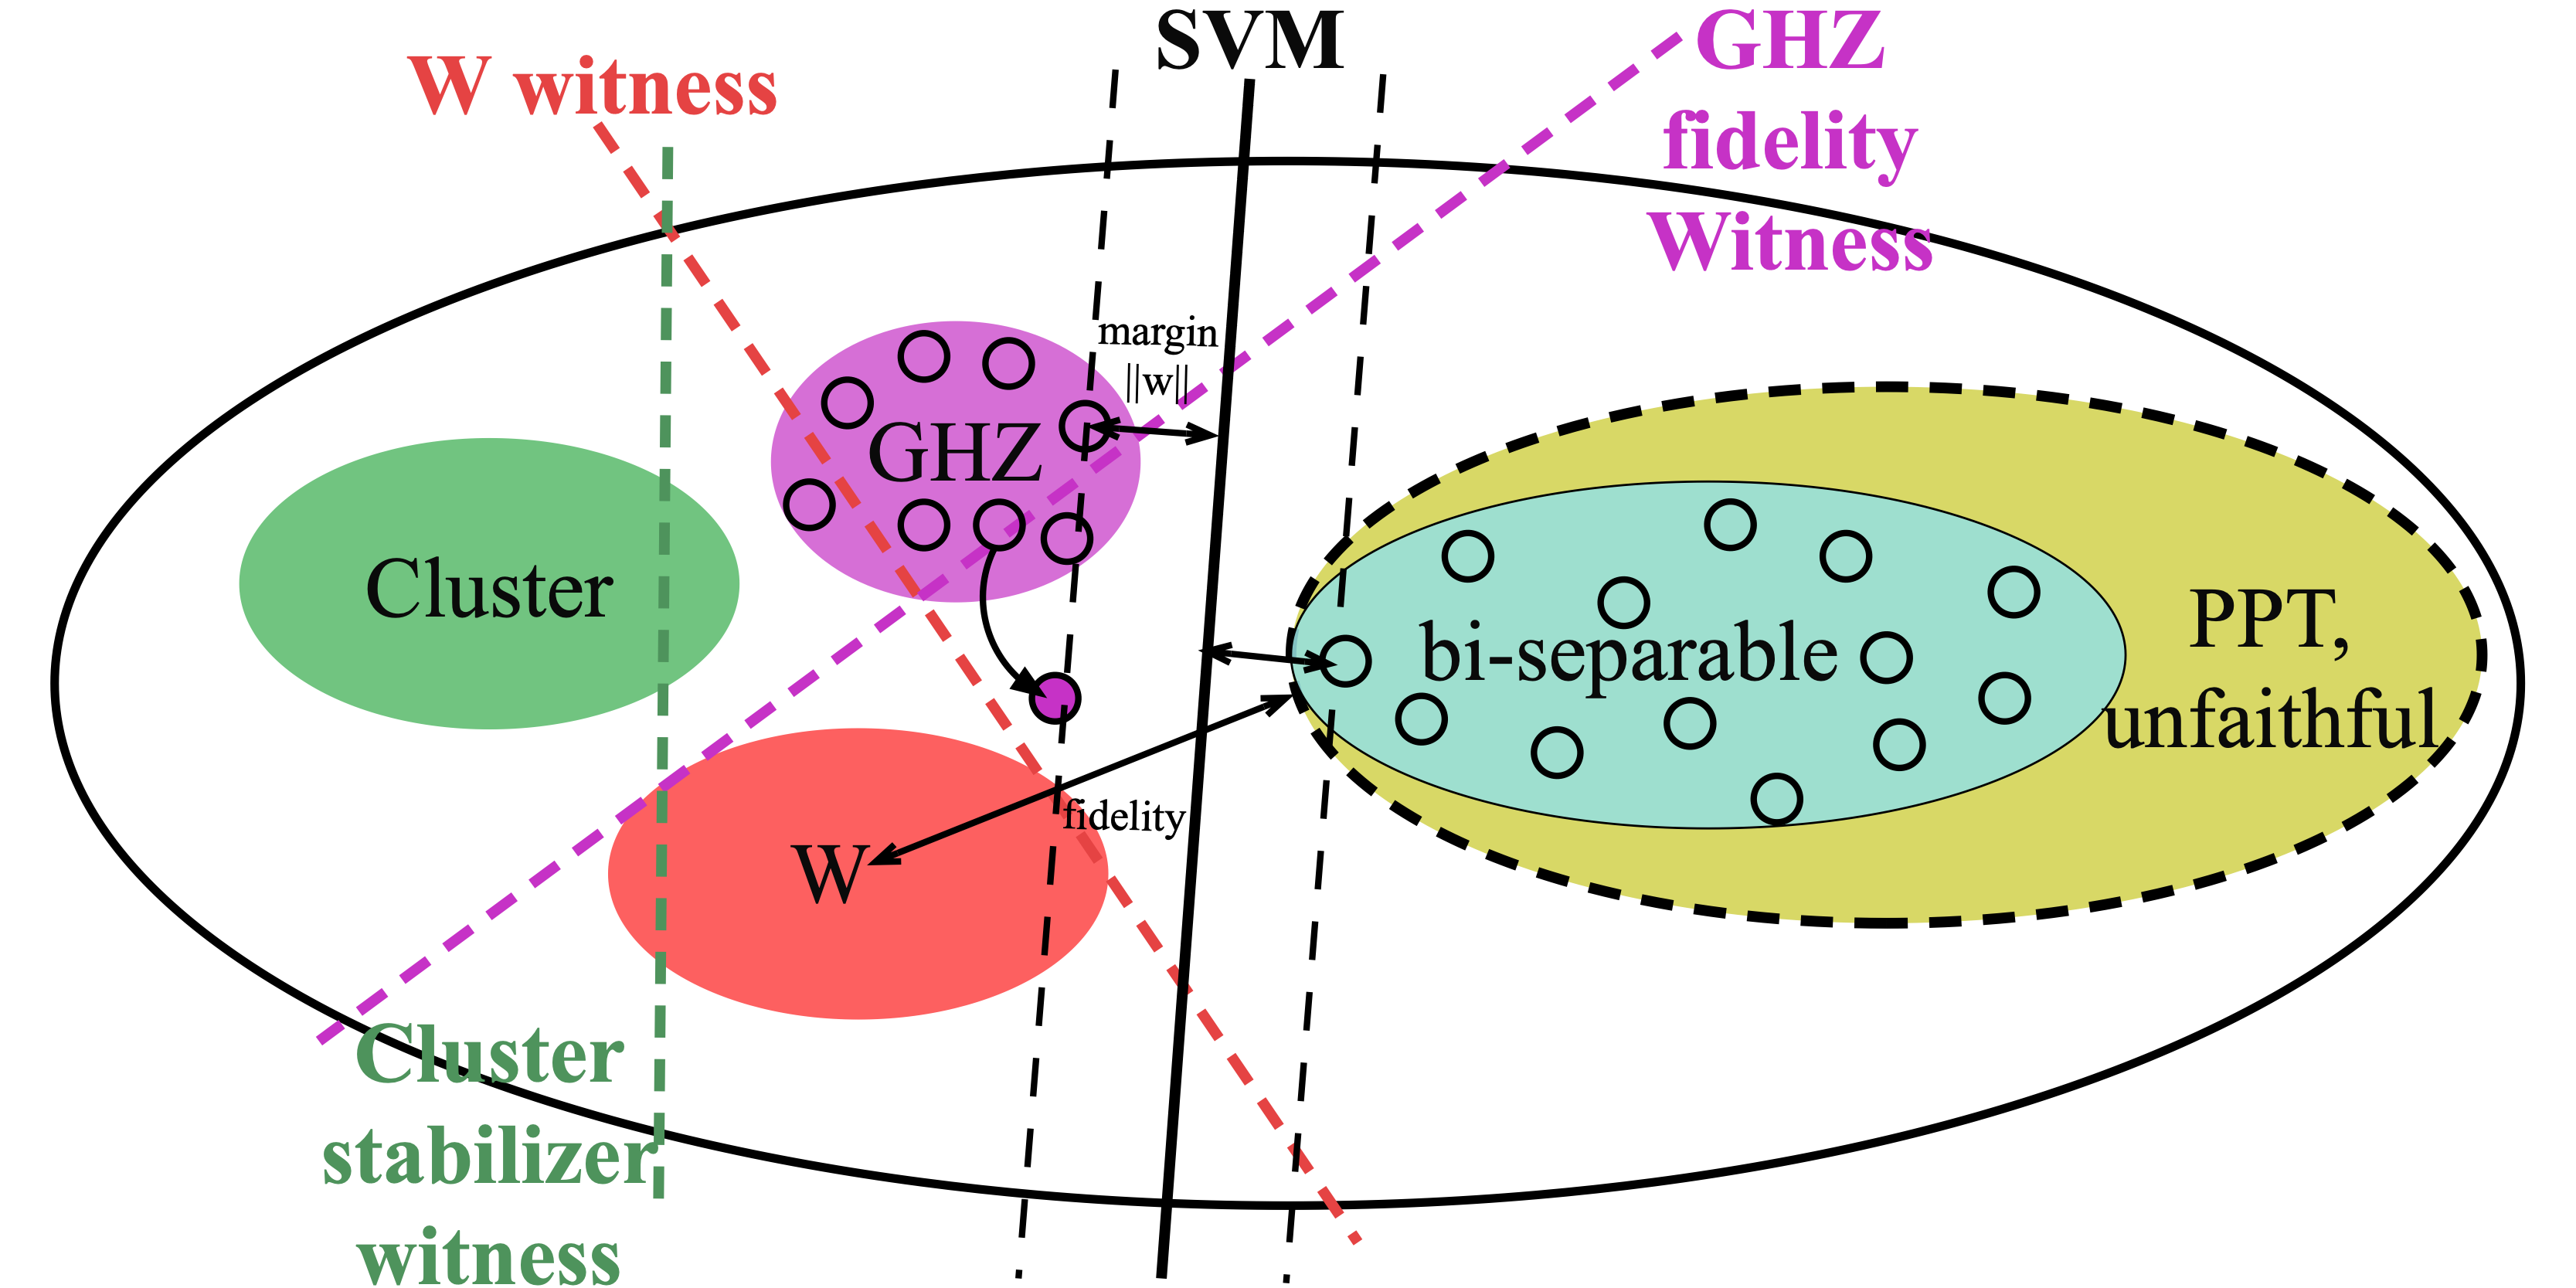 SVM
GHZ
fidelity
Witness
W witness
margin
||w||
GHZ
Cluster
bi-separable
PPT,
unfaithful
fidelity
W
Cluster
stabilizer
witness